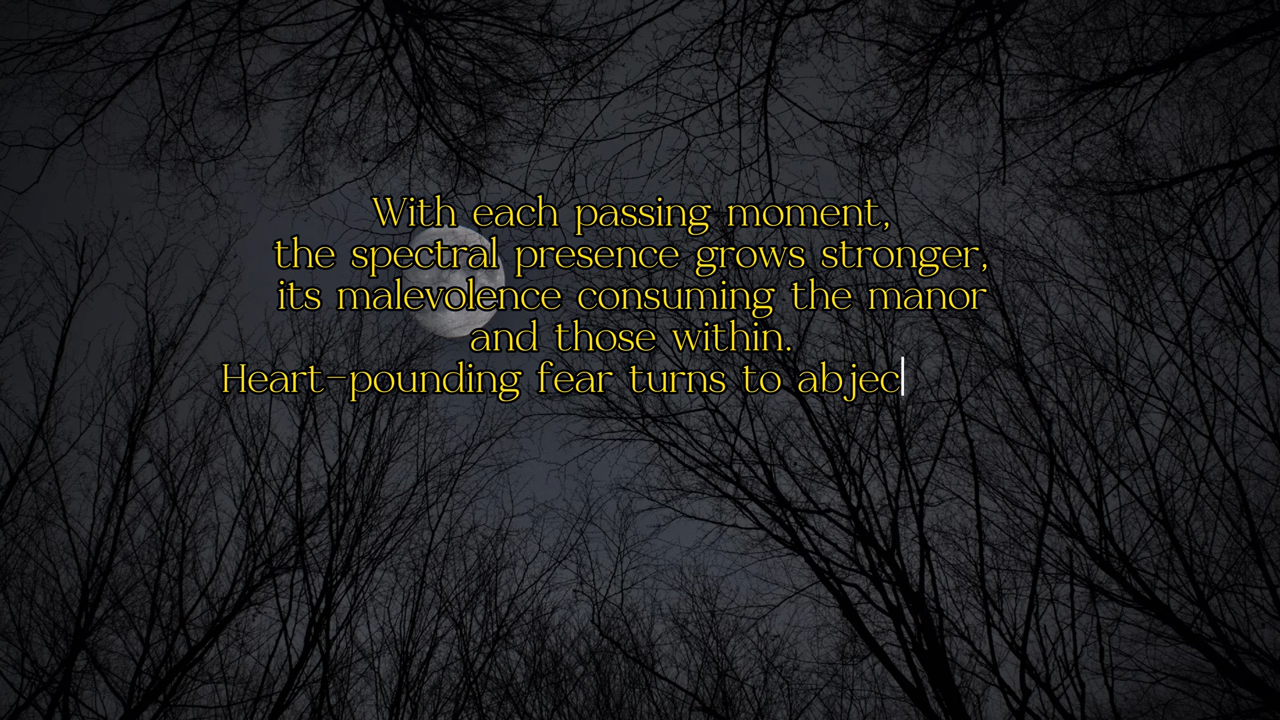 With each passing moment,
the spectral presence grows stronger,
its malevolence consuming the manor
and those within.
Heart-pounding fear turns to abjec